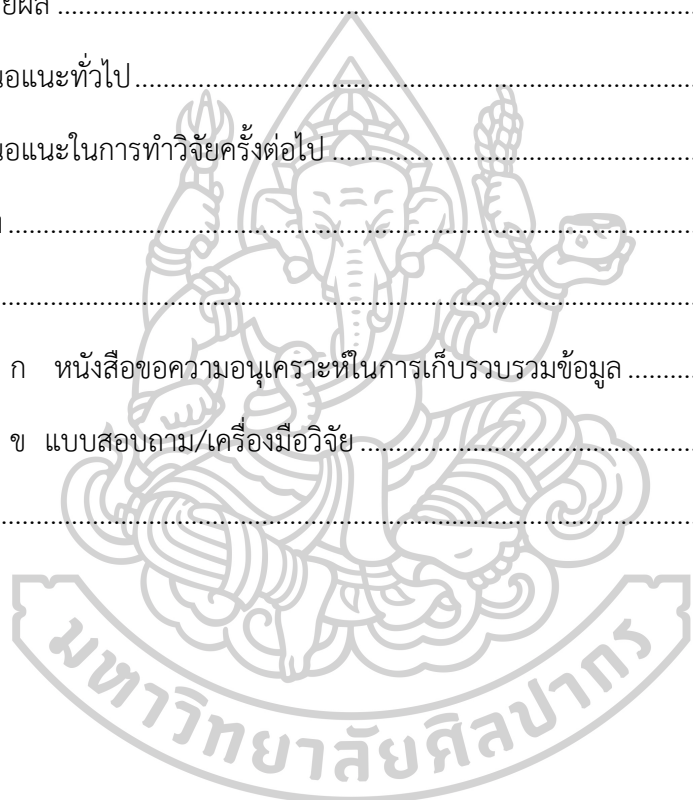 ยผล ........................................................................
นอแนะทั่วไป ........................................................................
นอแนะในการทำวิจัยครั้งต่อไป ........................................................................
........................................................................
........................................................................
ก หนังสือขอความอนุเคราะห์ในการเก็บรวบรวมข้อมูล ...........
ข แบบสอบถาม/เครื่องมือวิจัย ........................................................................
........................................................................
มหาวิทยาลัยศิลปากร